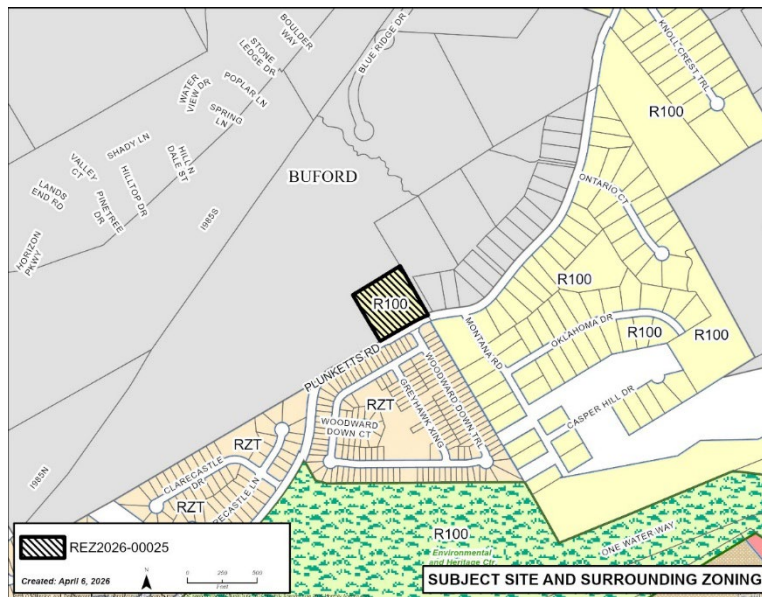 BOULDER
WAY
STONE
LEDGE DR
BLUE RIDGE DR
KNOLL CREST TRL
WATER
VIEW DR
POPLAR LN
SPRING
LN
R100
SHADY LN
HILL N
DALE ST
VALLEY
CT
HILLTOP DR
PINETREE
DR
LANDS
END RD
BUFORD
ONTARIO CT
I985S
HORIZON
PKWY
R100
R100
MONTANA RD
OKLAHOMA DR
R100
R100
PLUNKETTS RD
WOODWARD DOWN TRL
GREYHAWK XING
CASPER HILL DR
RZT
WOODWARD
DOWN CT
RZT
CLARECASTLE
DR
I985N
RZT
R100
Environmental
and Heritage Ctr
ONE WATER WAY
REZ2026-00025
Created: April 6, 2026
N
0 250 500
Feet
SUBJECT SITE AND SURROUNDING ZONING